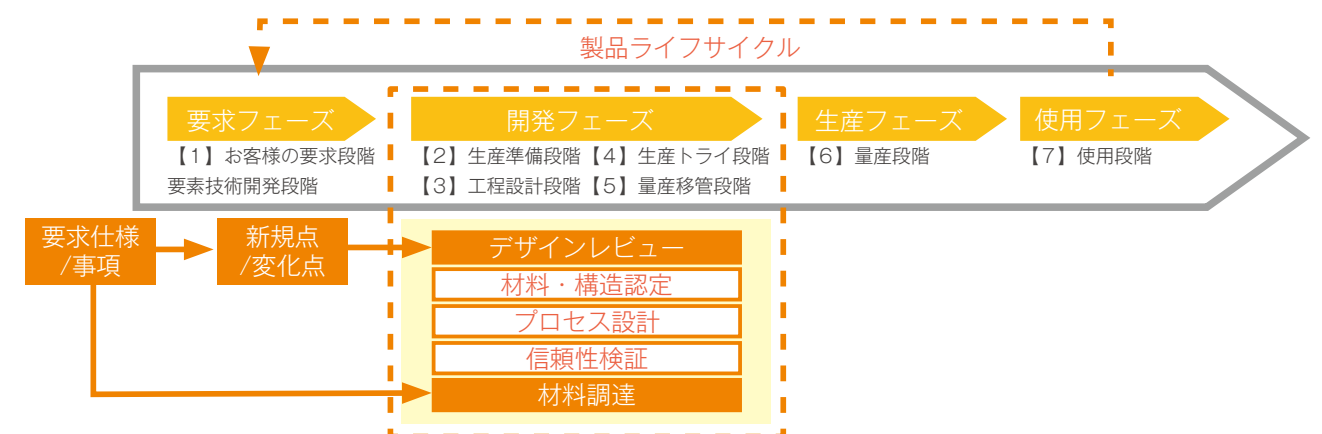 製品ライフサイクル
要求フェーズ
開発フェーズ
生産フェーズ
使用フェーズ
【1】お客様の要求段階
要素技術開発段階
【2】生産準備段階【4】生産トライ段階
【3】工程設計段階【5】量産移管段階
【6】量産段階
【7】使用段階
要求仕様
/事項
新規点
/変化点
デザインレビュー
材料・構造認定
プロセス設計
信頼性検証
材料調達